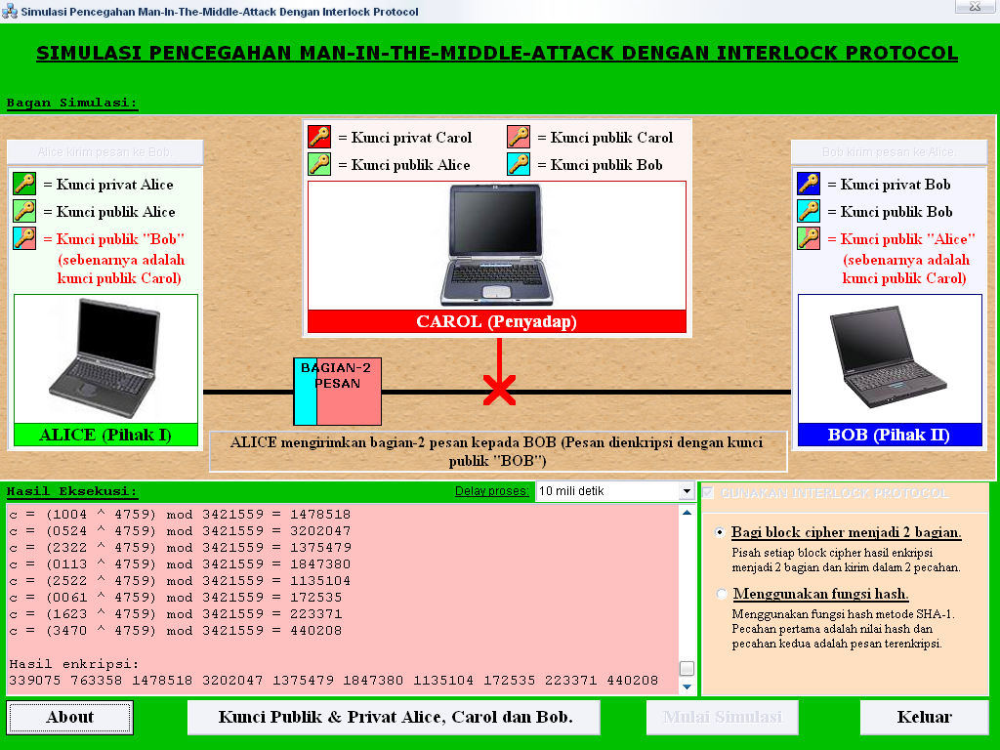 Simulasi Pencegahan Man-In-The-Middle-Attack Dengan Interlock Protocol
SIMULASI PENCEGAHAN MAN-IN-THE-MIDDLE-ATTACK DENGAN INTERLOCK PROTOCOL
Bagan Simulasi:
Alice kirim pesan ke Bob.
= Kunci privat Alice
= Kunci publik Alice
= Kunci publik "Bob"
(sebenarnya adalah
kunci publik Carol)
ALICE (Pihak I)
= Kunci privat Carol
= Kunci publik Carol
= Kunci publik Alice
= Kunci publik Bob
CAROL (Penyadap)
Bob kirim pesan ke Alice.
= Kunci privat Bob
= Kunci publik Bob
= Kunci publik "Alice"
(sebenarnya adalah
kunci publik Carol)
BOB (Pihak II)
BAGIAN-2
PESAN
ALICE mengirimkan bagian-2 pesan kepada BOB (Pesan dienkripsi dengan kunci
publik "BOB")
Hasil Eksekusi:
Delay proses:
10 mili detik
c = (1004 ^ 4759) mod 3421559 = 1478518
c = (0524 ^ 4759) mod 3421559 = 3202047
c = (2322 ^ 4759) mod 3421559 = 1375479
c = (0113 ^ 4759) mod 3421559 = 1847380
c = (2522 ^ 4759) mod 3421559 = 1135104
c = (0061 ^ 4759) mod 3421559 = 172535
c = (1623 ^ 4759) mod 3421559 = 223371
c = (3470 ^ 4759) mod 3421559 = 440208
Hasil enkripsi:
339075 763358 1478518 3202047 1375479 1847380 1135104 172535 223371 440208
GUNAKAN INTERLOCK PROTOCOL
Bagi block cipher menjadi 2 bagian.
Pisah setiap block cipher hasil enkripsi
menjadi 2 bagian dan kirim dalam 2 pecahan.
Menggunakan fungsi hash.
Menggunakan fungsi hash metode SHA-1.
Pecahan pertama adalah nilai hash dan
pecahan kedua adalah pesan terenkripsi.
About
Kunci Publik & Privat Alice, Carol dan Bob.
Mulai Simulasi
Keluar